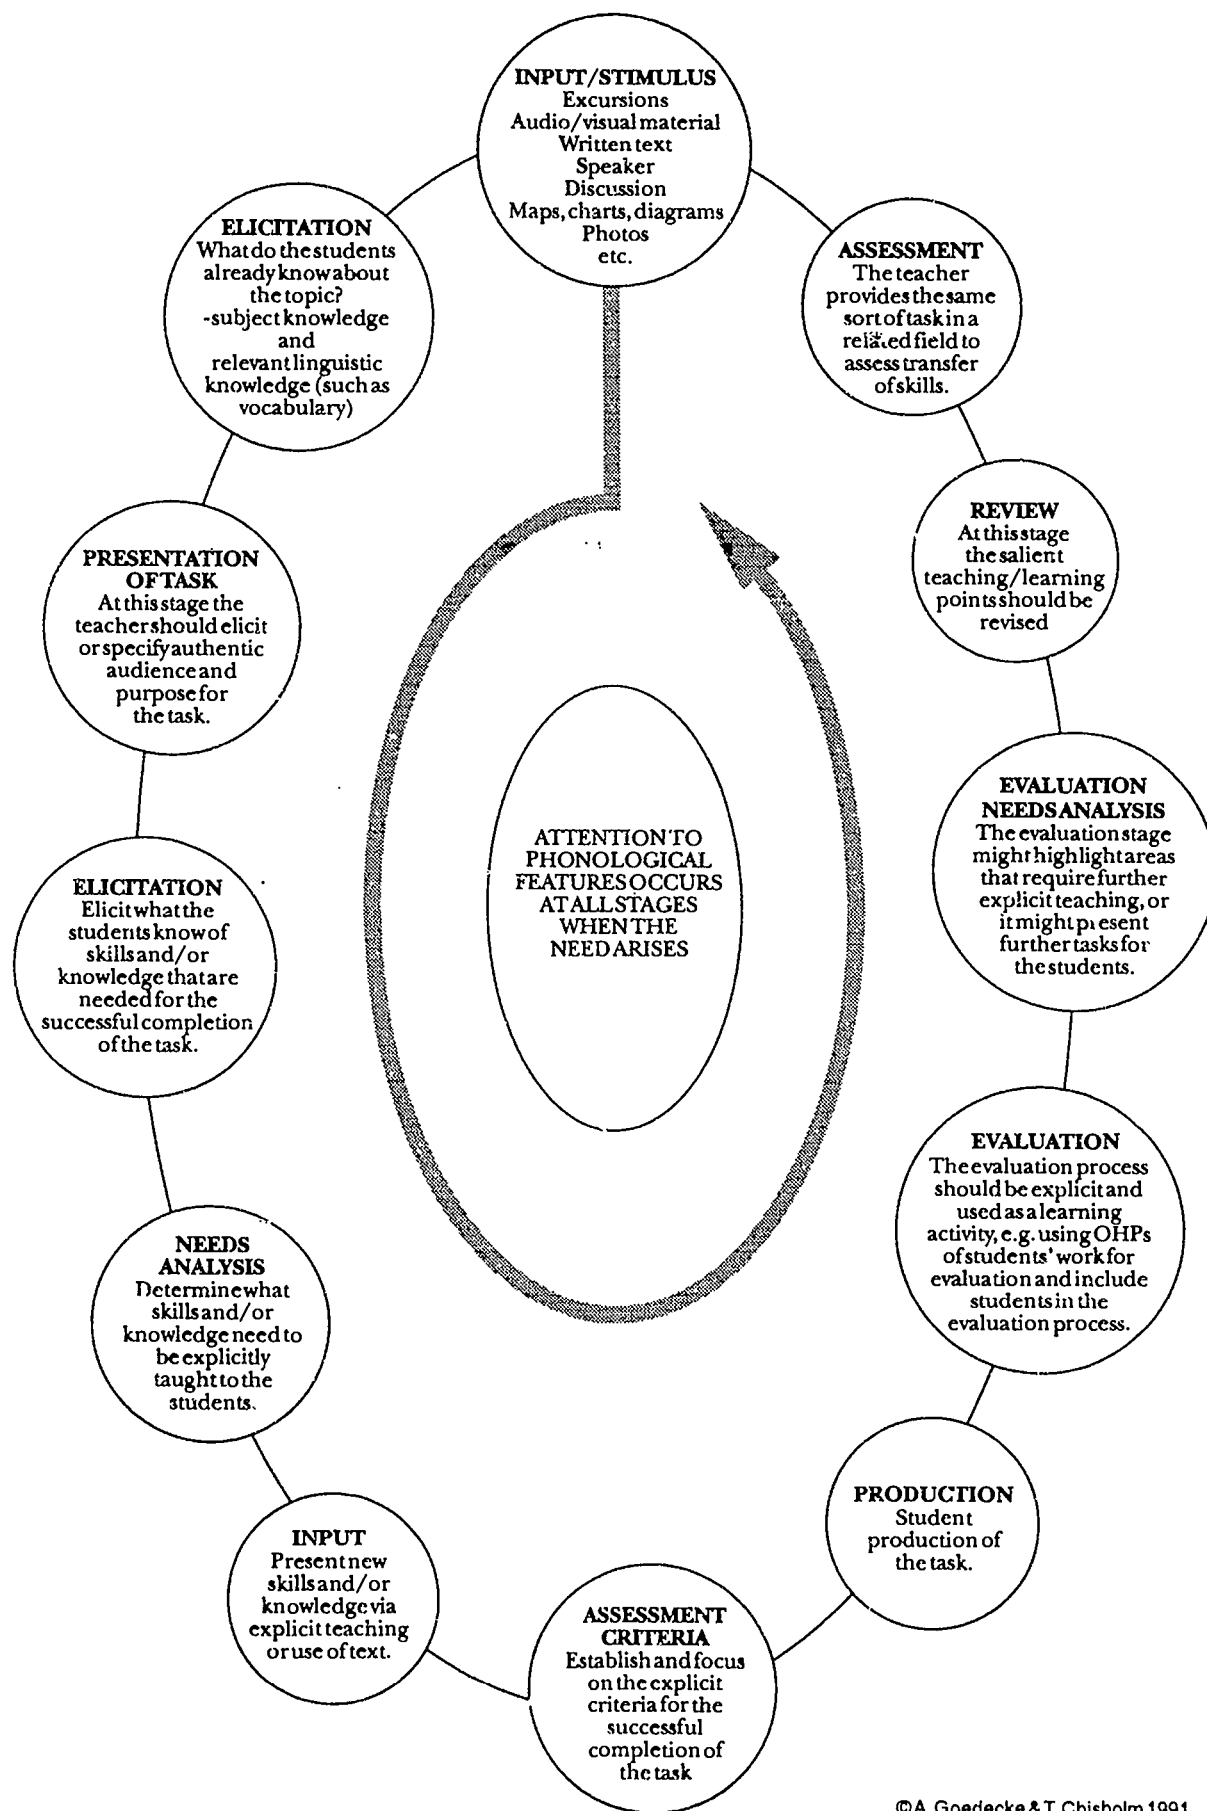 INPUT/STIMULUS
Excursions
Audio/visual material
Written text
Speaker
Discussion
Maps, charts, diagrams
Photos
etc.
ELICITATION
What do the students
already know about
the topic?
-subject knowledge
and
relevant linguistic
knowledge (such as
vocabulary)
PRESENTATION
OF TASK
At this stage the
teacher should elicit
or specify authentic
audience and
purpose for
the task.
ELICITATION
Elicit what the
students know of
skills and/or
knowledge that are
needed for the
successful completion
of the task.
NEEDS
ANALYSIS
Determine what
skills and/or
knowledge need to
be explicitly
taught to the
students.
INPUT
Present new
skills and/or
knowledge via
explicit teaching
or use of text.
ASSESSMENT
CRITERIA
Establish and focus
on the explicit
criteria for the
successful
completion of
the task
PRODUCTION
Student
production of
the task.
EVALUATION
The evaluation process
should be explicit and
used as a learning
activity, e.g. using OHPs
of students' work for
evaluation and include
students in the
evaluation process.
EVALUATION
NEEDS ANALYSIS
The evaluation stage
might highlight areas
that require further
explicit teaching, or
it might present
further tasks for
the students.
REVIEW
At this stage
the salient
teaching/learning
points should be
revised
ASSESSMENT
The teacher
provides the same
sort of task in a
related field to
assess transfer
of skills.
ATTENTION TO
PHONOLOGICAL
FEATURES OCCURS
AT ALL STAGES
WHEN THE
NEED ARISES
© A. Goedecke & T. Chisholm 1991